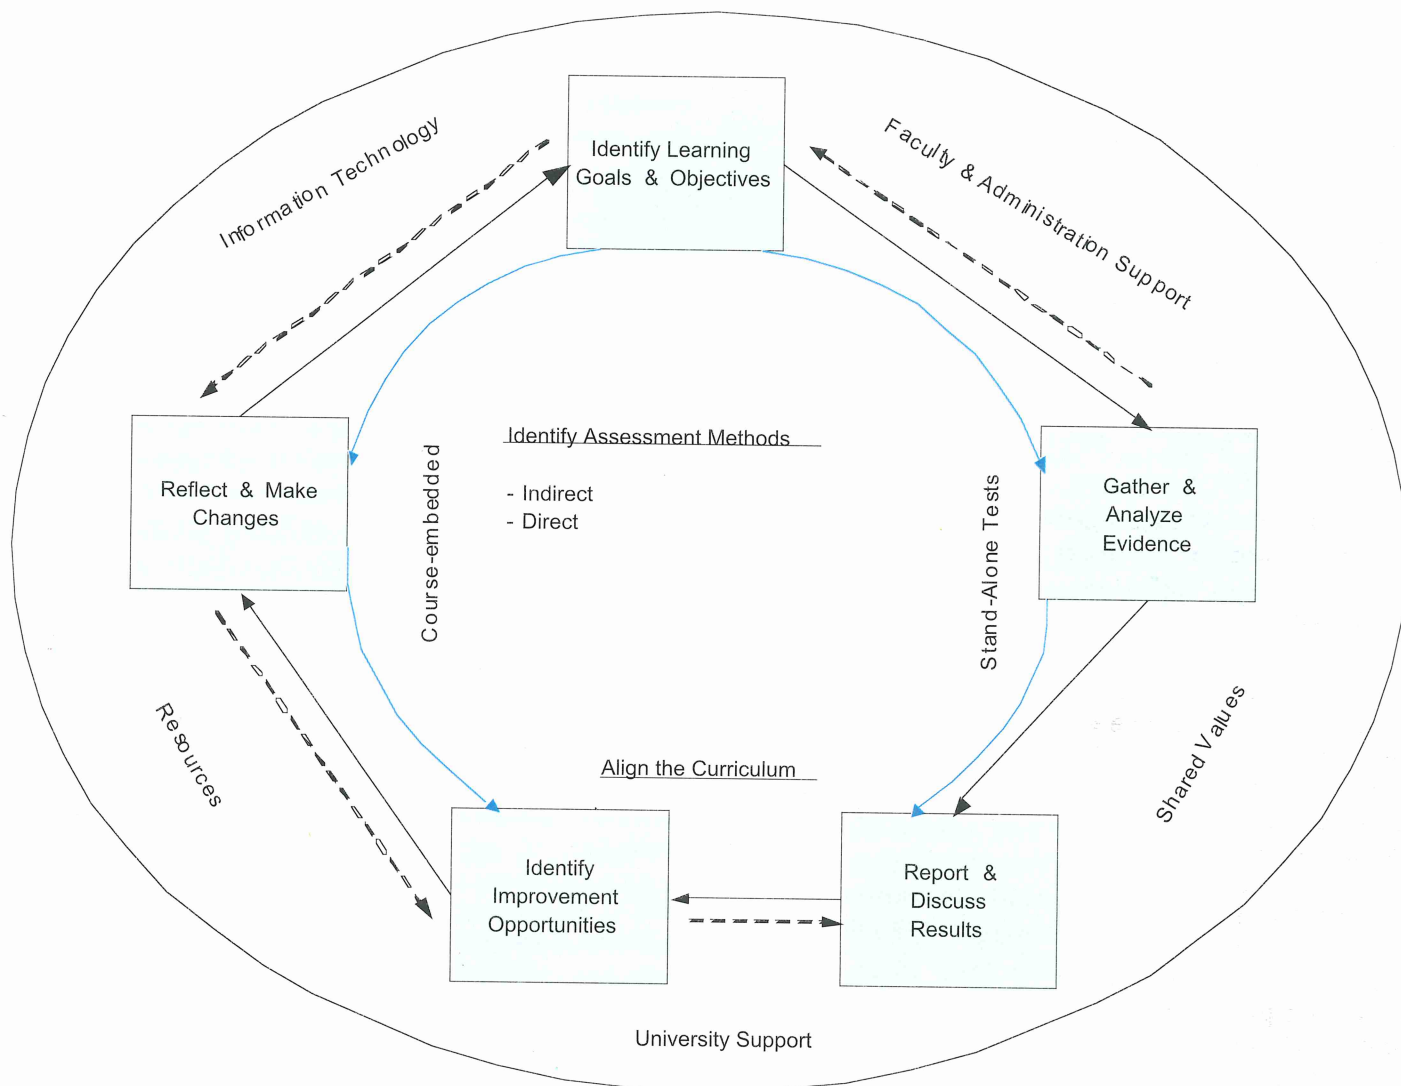 Identify Learning
Goals & Objectives
Information Technology
Faculty & Administration Support
Reflect & Make
Changes
Course-embedded
Identify Assessment Methods
- Indirect
- Direct
Stand-Alone Tests
Gather &
Analyze
Evidence
Resources
Shared Values
Align the Curriculum
Identify
Improvement
Opportunities
Report &
Discuss
Results
University Support